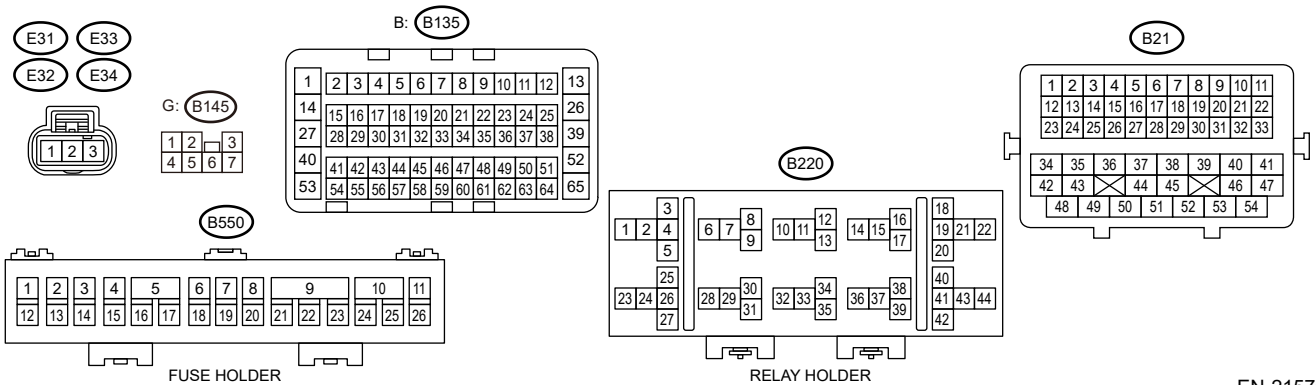 E31 E33
E32 E34
1 2 3
G: B145
1 2 3
4 5 6 7
B: B135
1 2 3 4 5 6 7 8 9 10 11 12 13
14 15 16 17 18 19 20 21 22 23 24 25 26
27 28 29 30 31 32 33 34 35 36 37 38 39
40 41 42 43 44 45 46 47 48 49 50 51 52
53 54 55 56 57 58 59 60 61 62 63 64 65
B21
1 2 3 4 5 6 7 8 9 10 11
12 13 14 15 16 17 18 19 20 21 22
23 24 25 26 27 28 29 30 31 32 33
34 35 36 37 38 39 40 41
42 43 44 45 46 47
48 49 50 51 52 53 54
B550
1 2 3 4 5 6 7 8 9 10 11
12 13 14 15 16 17 18 19 20 21 22 23 24 25 26
FUSE HOLDER
B220
3 8 12 16 18
1 2 4 6 7 10 11 14 15 19 21 22
5 9 13 17 20
25 30 34 38 40
23 24 26 28 29 32 33 36 37 41 43 44
27 31 35 39 42
RELAY HOLDER